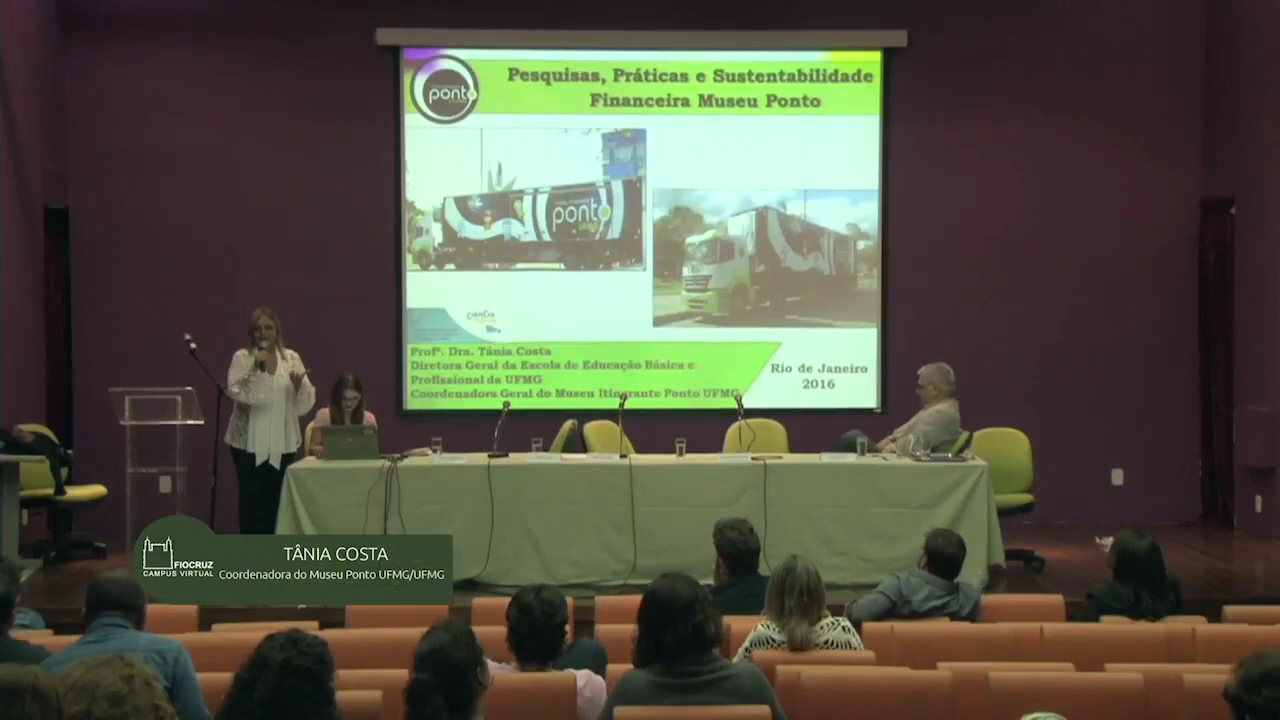 Pesquisas, Práticas e Sustentabilidade
Financeira Museu Ponto
ponto
ponto
Profª. Dra. Tânia Costa
Diretora Geral da Escola de Educação Básica e
Profissional da UFMG
Coordenadora Geral do Museu Itinerante Ponto UFMG
Rio de Janeiro
2016
FIOCRUZ
CAMPUS VIRTUAL
TÂNIA COSTA
Coordenadora do Museu Ponto UFMG/UFMG